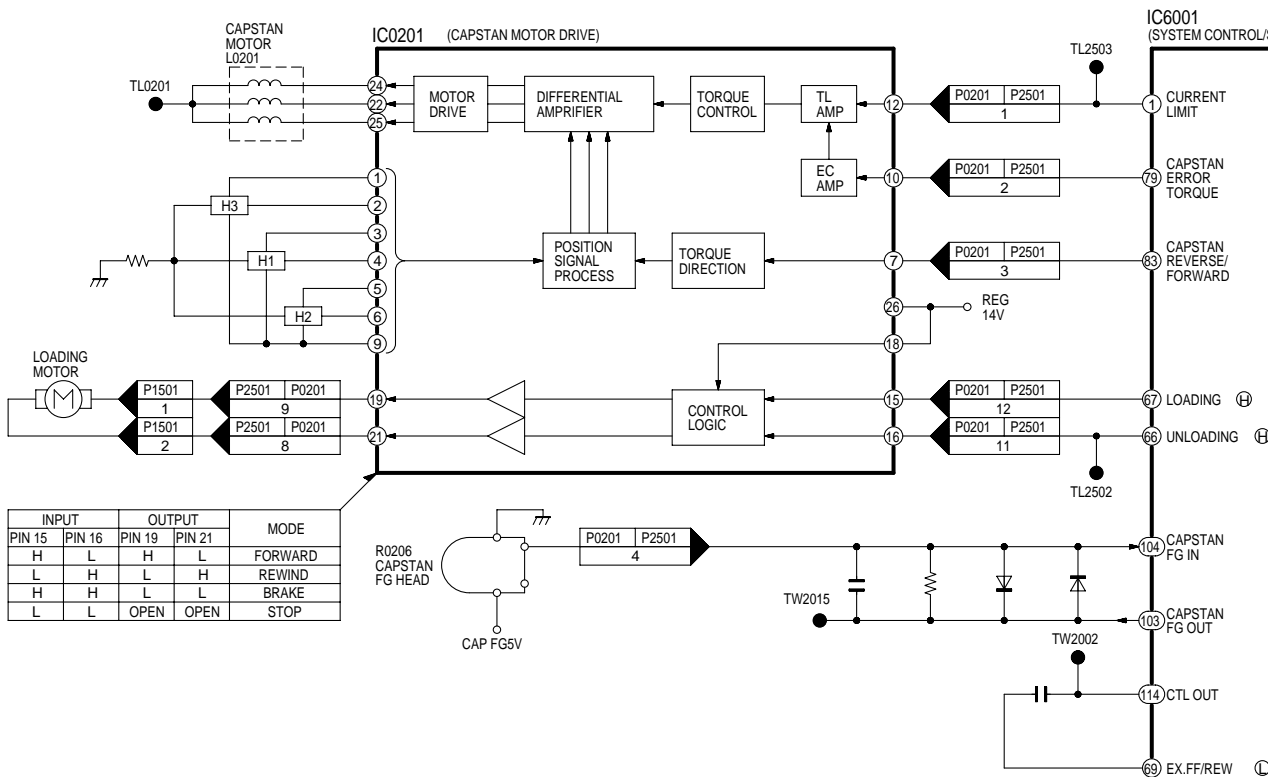 IC6001
(SYSTEM CONTROL/S
CAPSTAN
MOTOR
L0201
IC0201
(CAPSTAN MOTOR DRIVE)
TL2503
TL0201
24
22
25
MOTOR
DRIVE
DIFFERENTIAL
AMPRIFIER
TORQUE
CONTROL
TL
AMP
12
P0201 P2501
1
1
CURRENT
LIMIT
EC
AMP
10
P0201 P2501
2
79
CAPSTAN
ERROR
TORQUE
1
H3
2
3
H1
4
5
H2
6
9
POSITION
SIGNAL
PROCESS
TORQUE
DIRECTION
7
P0201 P2501
3
83
CAPSTAN
REVERSE/
FORWARD
26
REG
14V
18
LOADING
MOTOR
M
P1501
1
P2501 P0201
9
19
P1501
2
P2501 P0201
8
21
CONTROL
LOGIC
15
P0201 P2501
12
67
LOADING H
16
P0201 P2501
11
66
UNLOADING H
TL2502
INPUT OUTPUT MODE
PIN 15 PIN 16 PIN 19 PIN 21
H L H L FORWARD
L H L H REWIND
H H L L BRAKE
L L OPEN OPEN STOP
R0206
CAPSTAN
FG HEAD
CAP FG5V
P0201 P2501
4
104
CAPSTAN
FG IN
TW2015
103
CAPSTAN
FG OUT
TW2002
114
CTL OUT
69
EX.FF/REW L